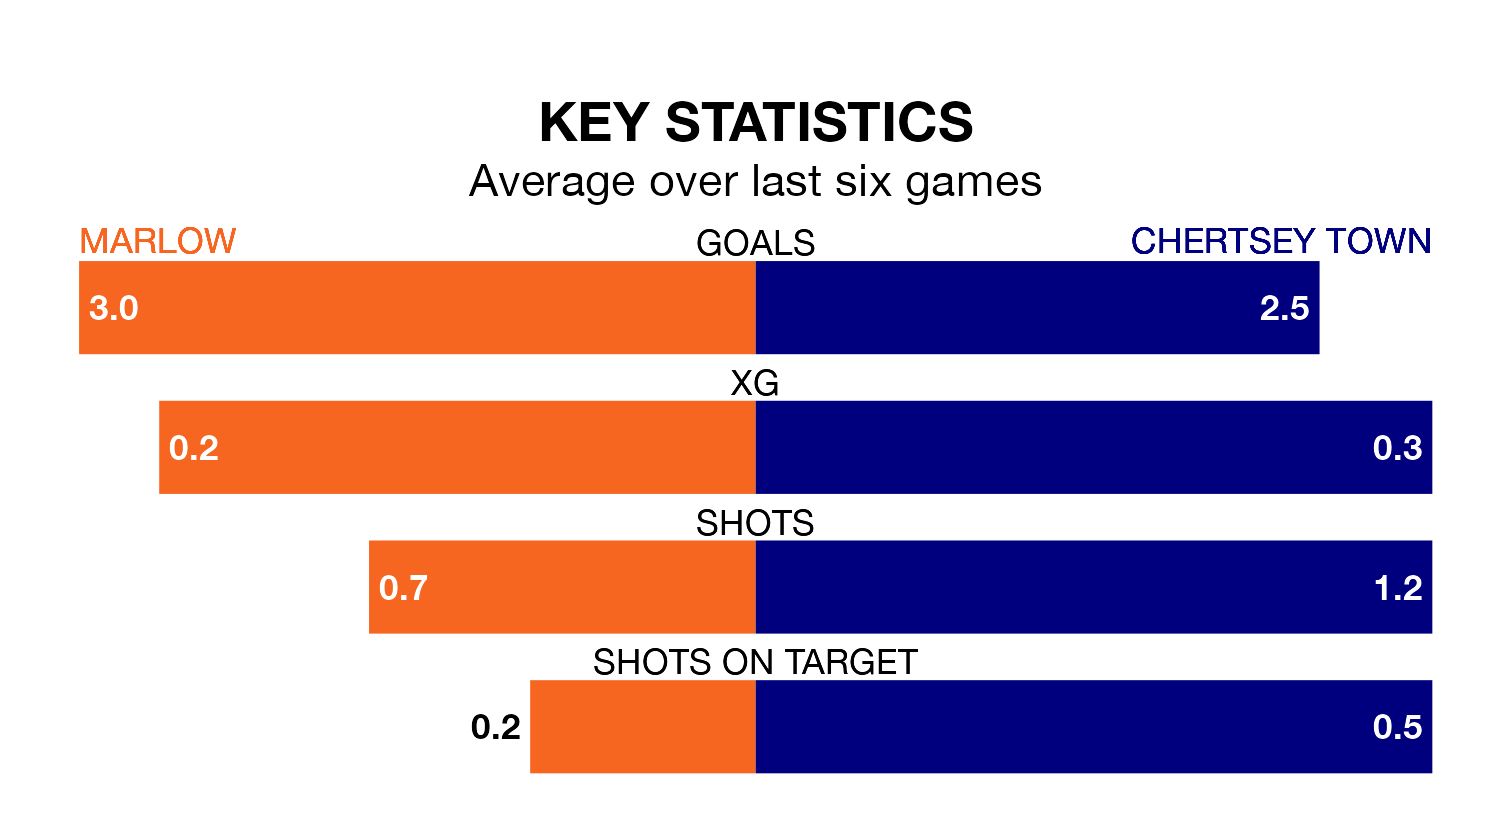 KEY STATISTICS
Average over last six games
MARLOW GOALS CHERTSEY TOWN
3.0 2.5
XG
0.2 0.3
SHOTS
0.7 1.2
SHOTS ON TARGET
0.2 0.5